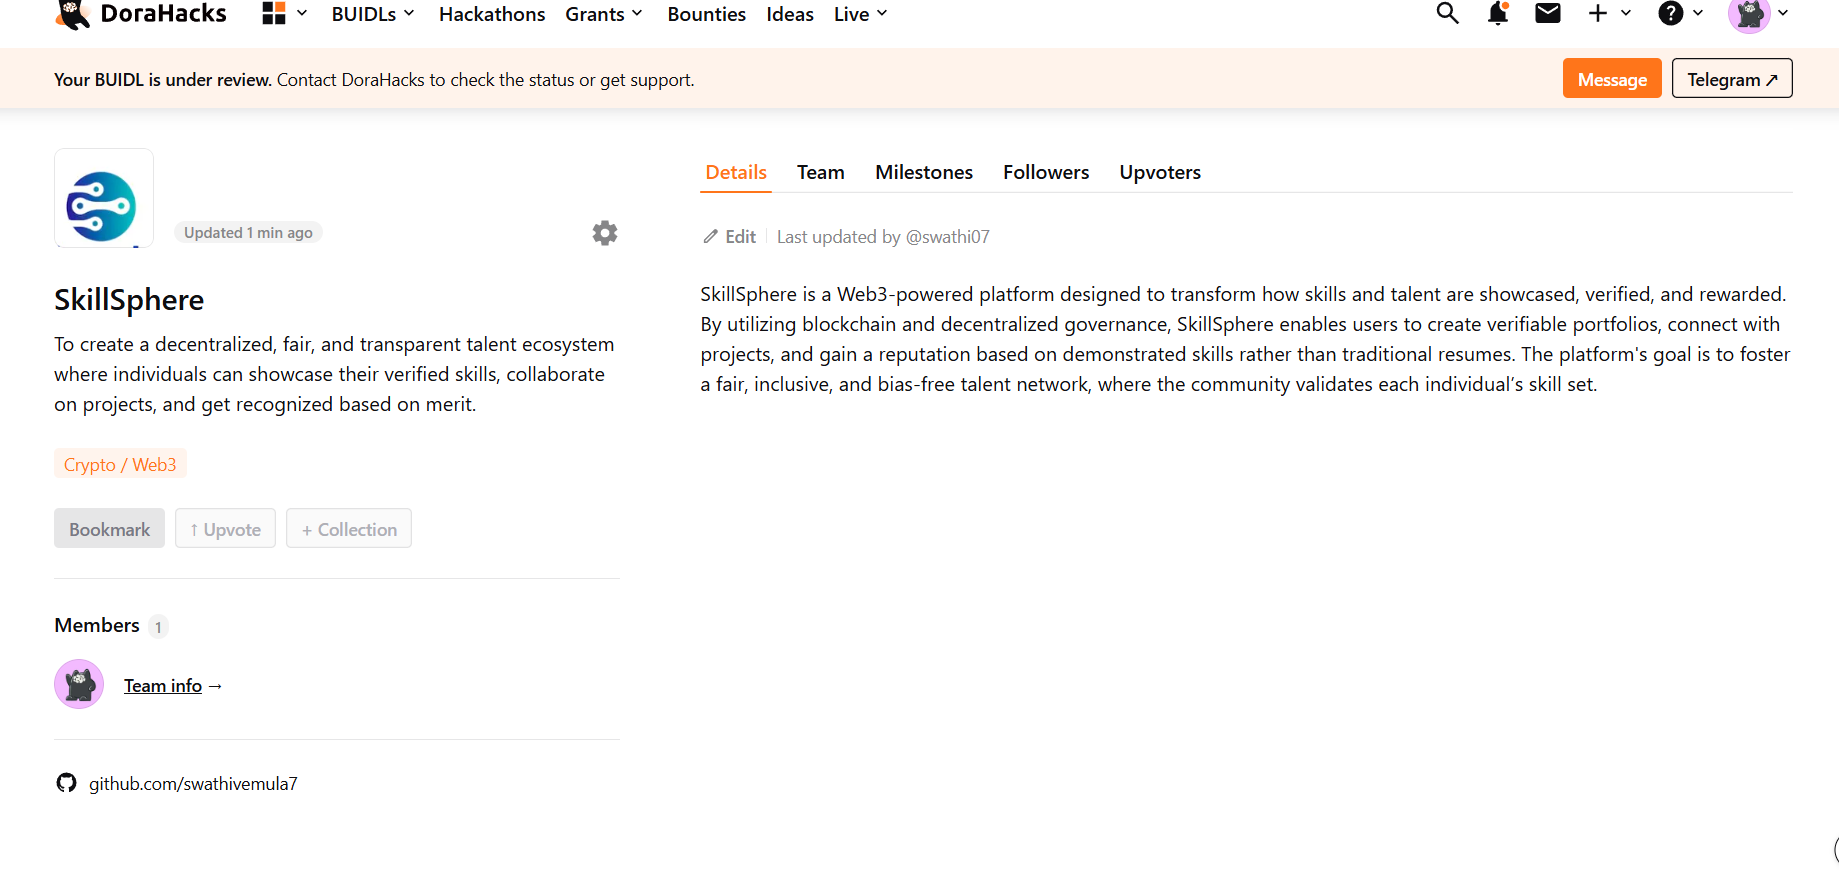 DoraHacks
BUIDLs
Hackathons
Grants
Bounties
Ideas
Live
Your BUIDL is under review. Contact DoraHacks to check the status or get support.
Message
Telegram ↗
Updated 1 min ago
SkillSphere
To create a decentralized, fair, and transparent talent ecosystem
where individuals can showcase their verified skills, collaborate
on projects, and get recognized based on merit.
Crypto / Web3
Bookmark
↑ Upvote
+ Collection
Members 1
Team info →
github.com/swathivemula7
Details
Team
Milestones
Followers
Upvoters
Edit
Last updated by @swathi07
SkillSphere is a Web3-powered platform designed to transform how skills and talent are showcased, verified, and rewarded.
By utilizing blockchain and decentralized governance, SkillSphere enables users to create verifiable portfolios, connect with
projects, and gain a reputation based on demonstrated skills rather than traditional resumes. The platform's goal is to foster
a fair, inclusive, and bias-free talent network, where the community validates each individual’s skill set.